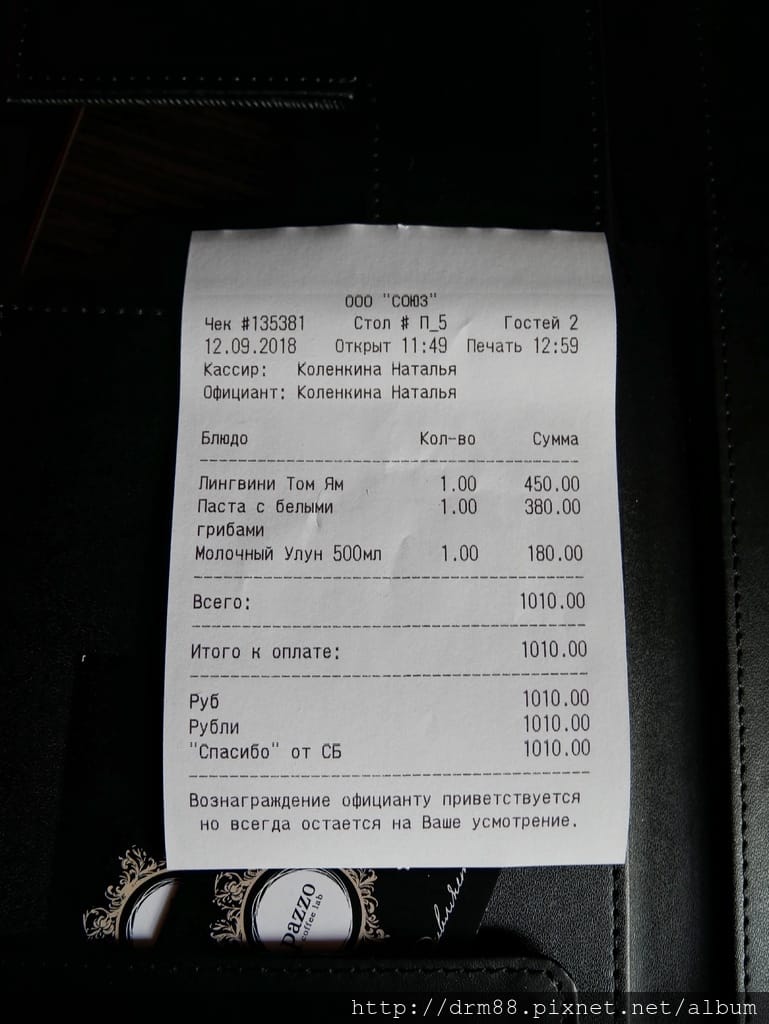 ООО "СОЮЗ"
Чек #135381 Стол # П_5 Гостей 2
12.09.2018 Открыт 11:49 Печать 12:59
Кассир: Коленкина Наталья
Официант: Коленкина Наталья
Блюдо Кол-во Сумма
Лингвини Том Ям 1.00 450.00
Паста с белыми 1.00 380.00
грибами
Молочный Улун 500мл 1.00 180.00
Всего: 1010.00
Итого к оплате: 1010.00
Руб 1010.00
Рубли 1010.00
"Спасибо" от СБ 1010.00
Вознаграждение официанту приветствуется
но всегда остается на Ваше усмотрение.
pazzo
coffee lab
http://drm88.pixnet.net/album